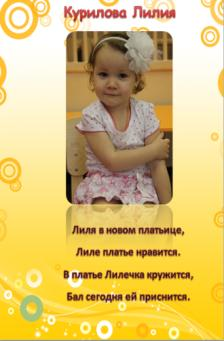 Курилова Лилия
Лиля в новом платьице,
Лиле платье нравится.
В платье Лилечка кружится,
Бал сегодня ей приснится.